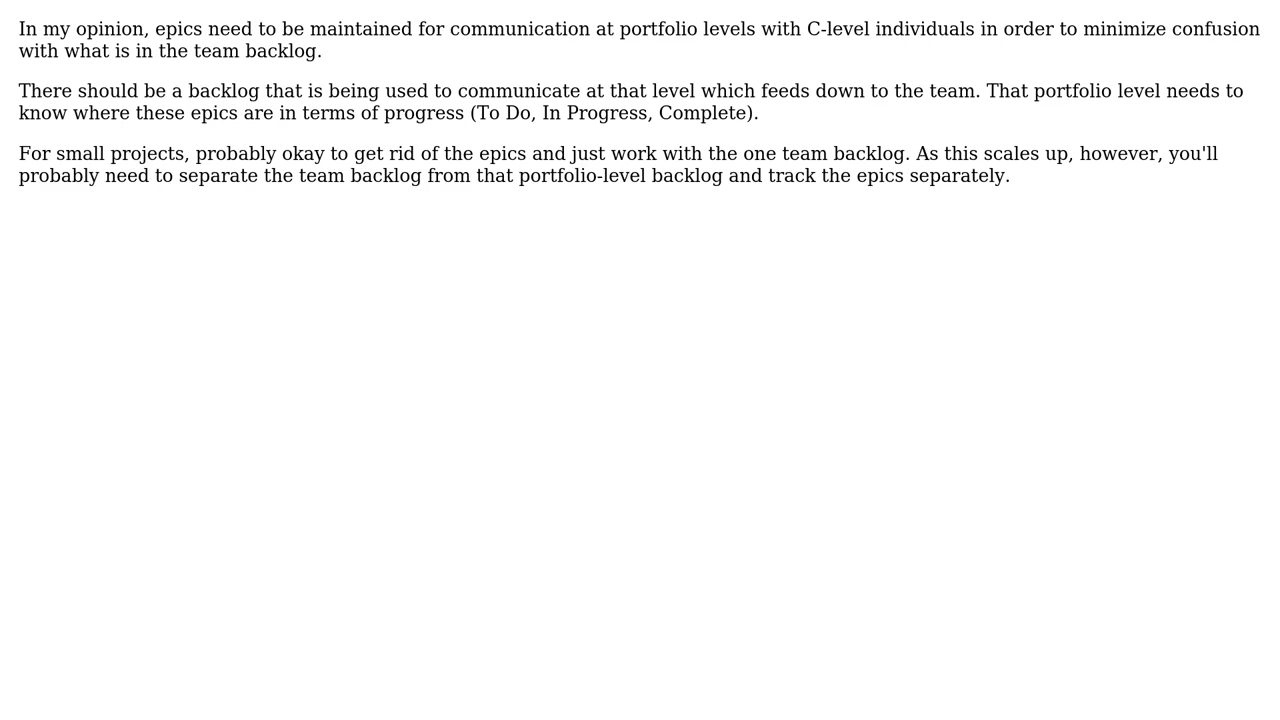 In my opinion, epics need to be maintained for communication at portfolio levels with C-level individuals in order to minimize confusion
with what is in the team backlog.
There should be a backlog that is being used to communicate at that level which feeds down to the team. That portfolio level needs to
know where these epics are in terms of progress (To Do, In Progress, Complete).
For small projects, probably okay to get rid of the epics and just work with the one team backlog. As this scales up, however, you'll
probably need to separate the team backlog from that portfolio-level backlog and track the epics separately.